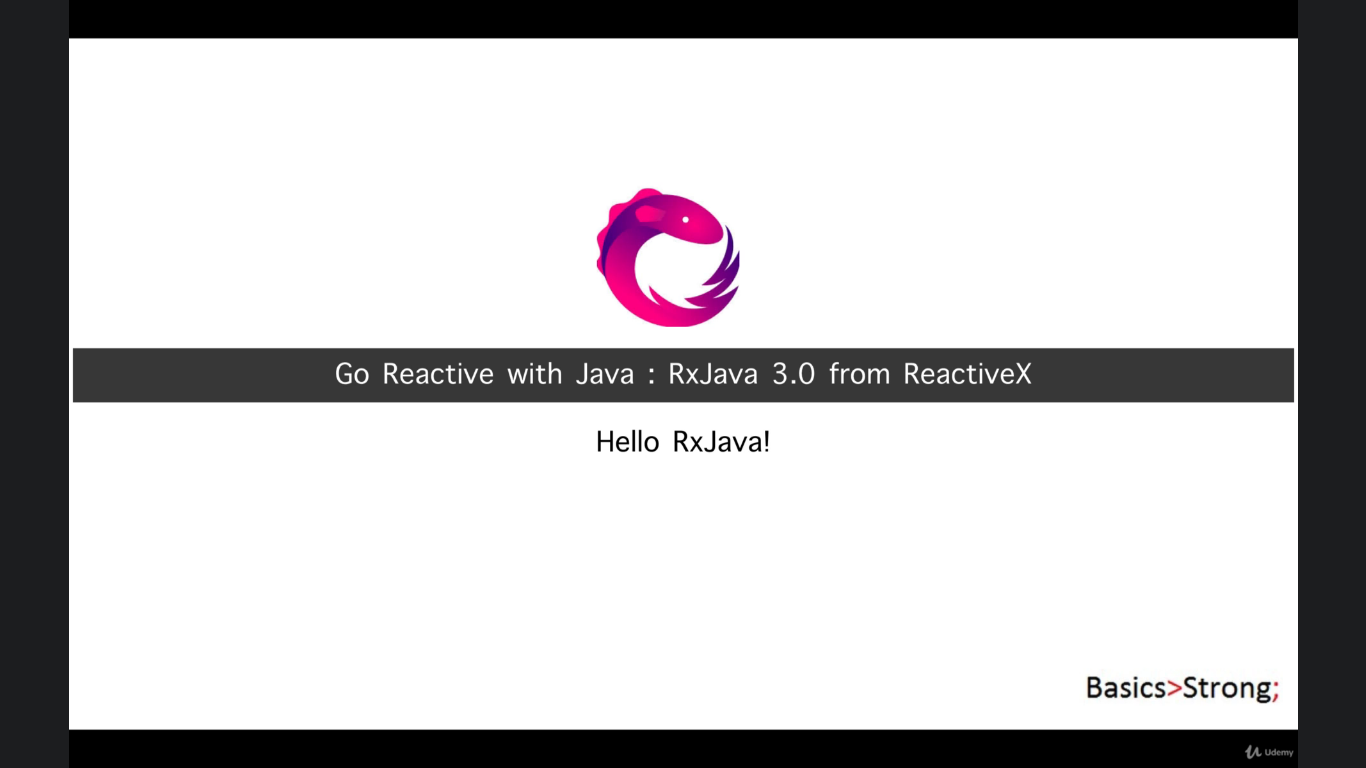 Go Reactive with Java : RxJava 3.0 from ReactiveX
Hello RxJava!
Basics>Strong;
Udemy